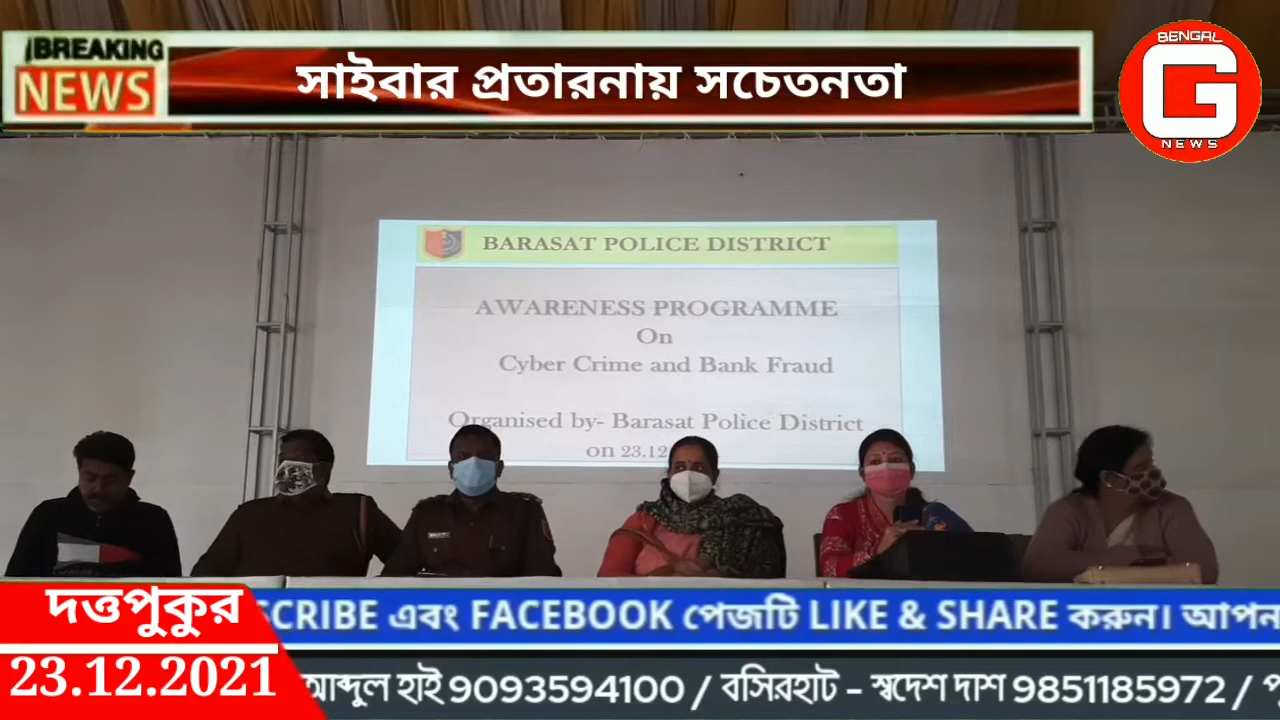 BREAKING
NEWS
সাইবার প্রতারনায় সচেতনতা
BENGAL
G
NEWS
BARASAT POLICE DISTRICT
AWARENESS PROGRAMME
On
Cyber Crime and Bank Fraud
Organised by- Barasat Police District
on 23.12
দত্তপুকুর
SCRIBE এবং FACEBOOK পেজটি LIKE & SHARE করুন। আপন
23.12.2021
আব্দুল হাই 9093594100 / বসিরহাট - স্বদেশ দাশ 9851185972 /